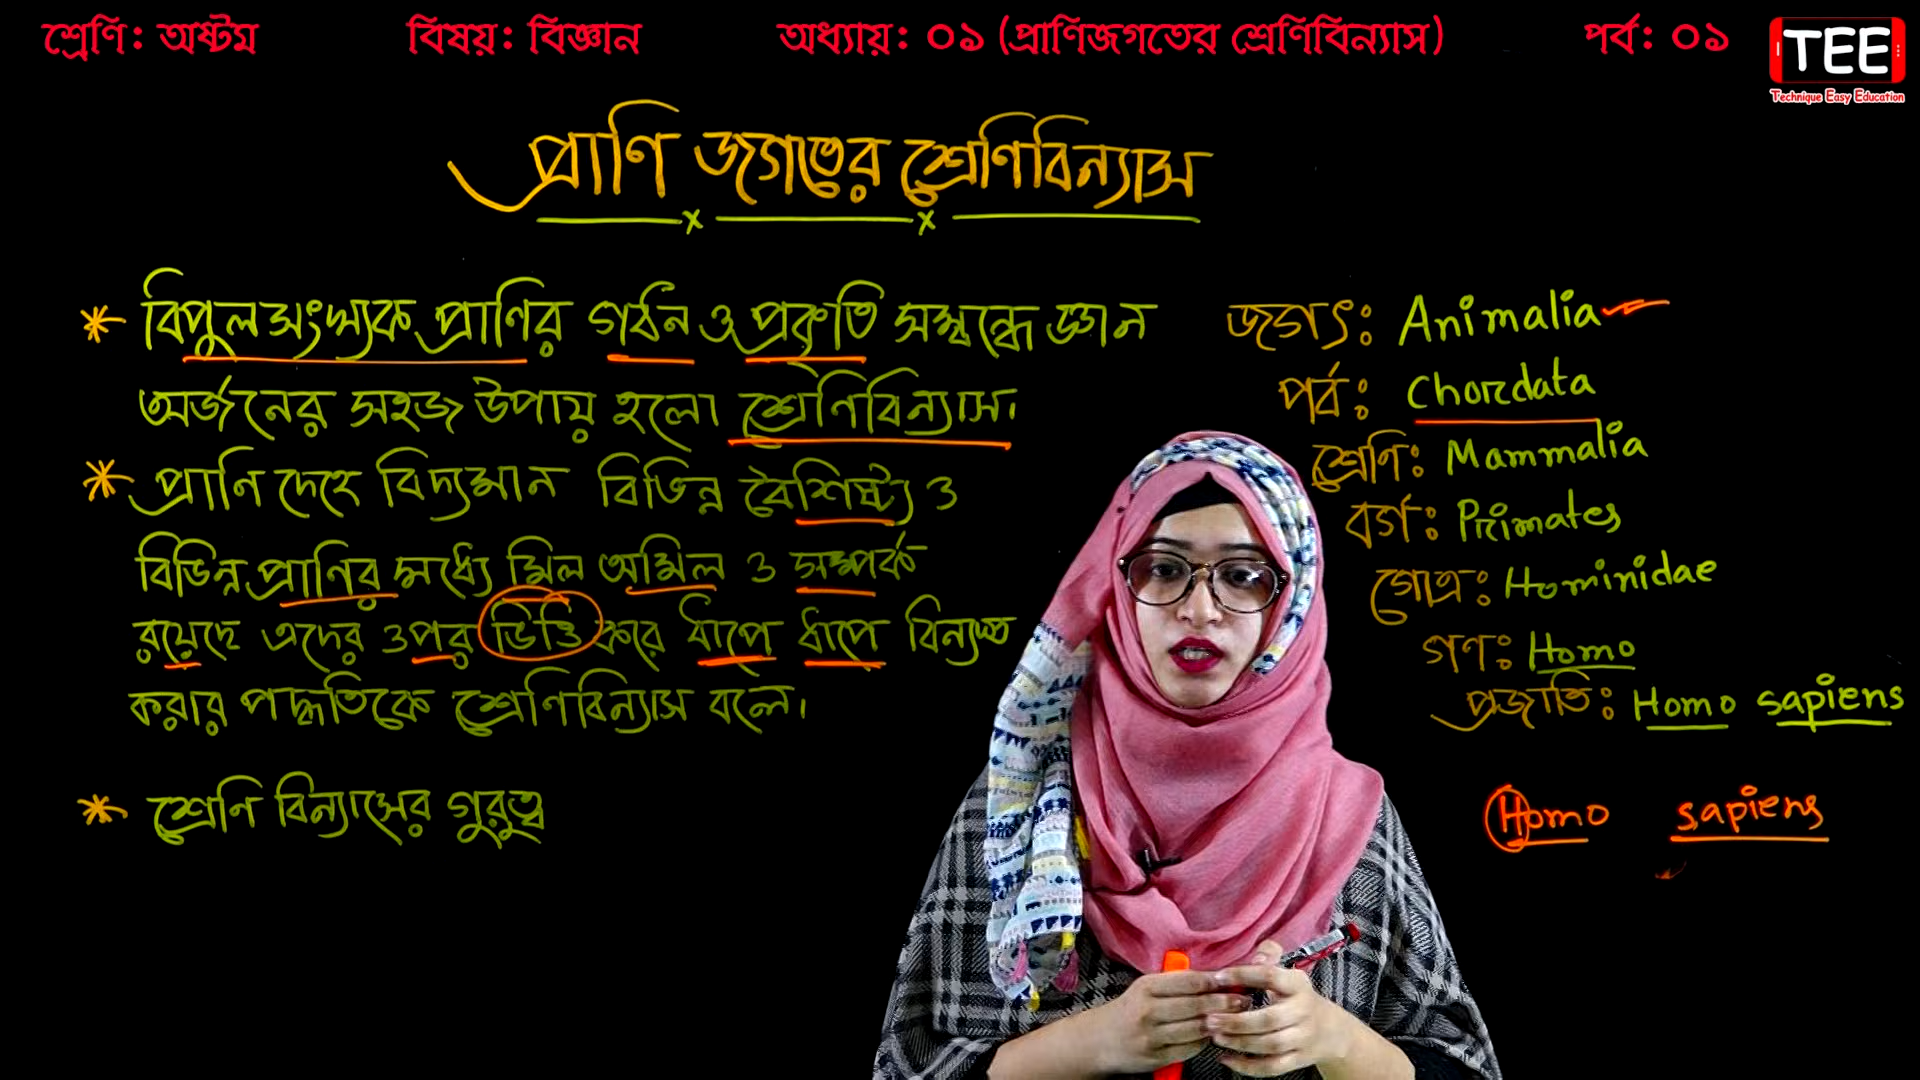 শ্রেণি: অষ্টম বিষয়: বিজ্ঞান অধ্যায়: ০১ (প্রাণিজগতের শ্রেণিবিন্যাস) পর্ব: ০১
TEE
Technique Easy Education
প্রাণি জগতের শ্রেণিবিন্যাস
* বিপুল সংখ্যক প্রাণির গঠন ও প্রকৃতি সম্বন্ধে জ্ঞান
অর্জনের সহজ উপায় হলো শ্রেণিবিন্যাস।
* প্রাণি দেহে বিদ্যমান বিভিন্ন বৈশিষ্ট্য ও
বিভিন্ন প্রাণির মধ্যে মিল অমিল ও সম্পর্ক
রয়েছে এদের ওপর ভিত্তি করে ধাপে ধাপে বিন্যস্ত
করার পদ্ধতিকে শ্রেণিবিন্যাস বলে।
* শ্রেণি বিন্যাসের গুরুত্ব
জগৎ: Animalia
পর্ব: Chordata
শ্রেণি: Mammalia
বর্গ: Primates
গোত্র: Hominidae
গণ: Homo
প্রজাতি: Homo sapiens
Homo sapiens